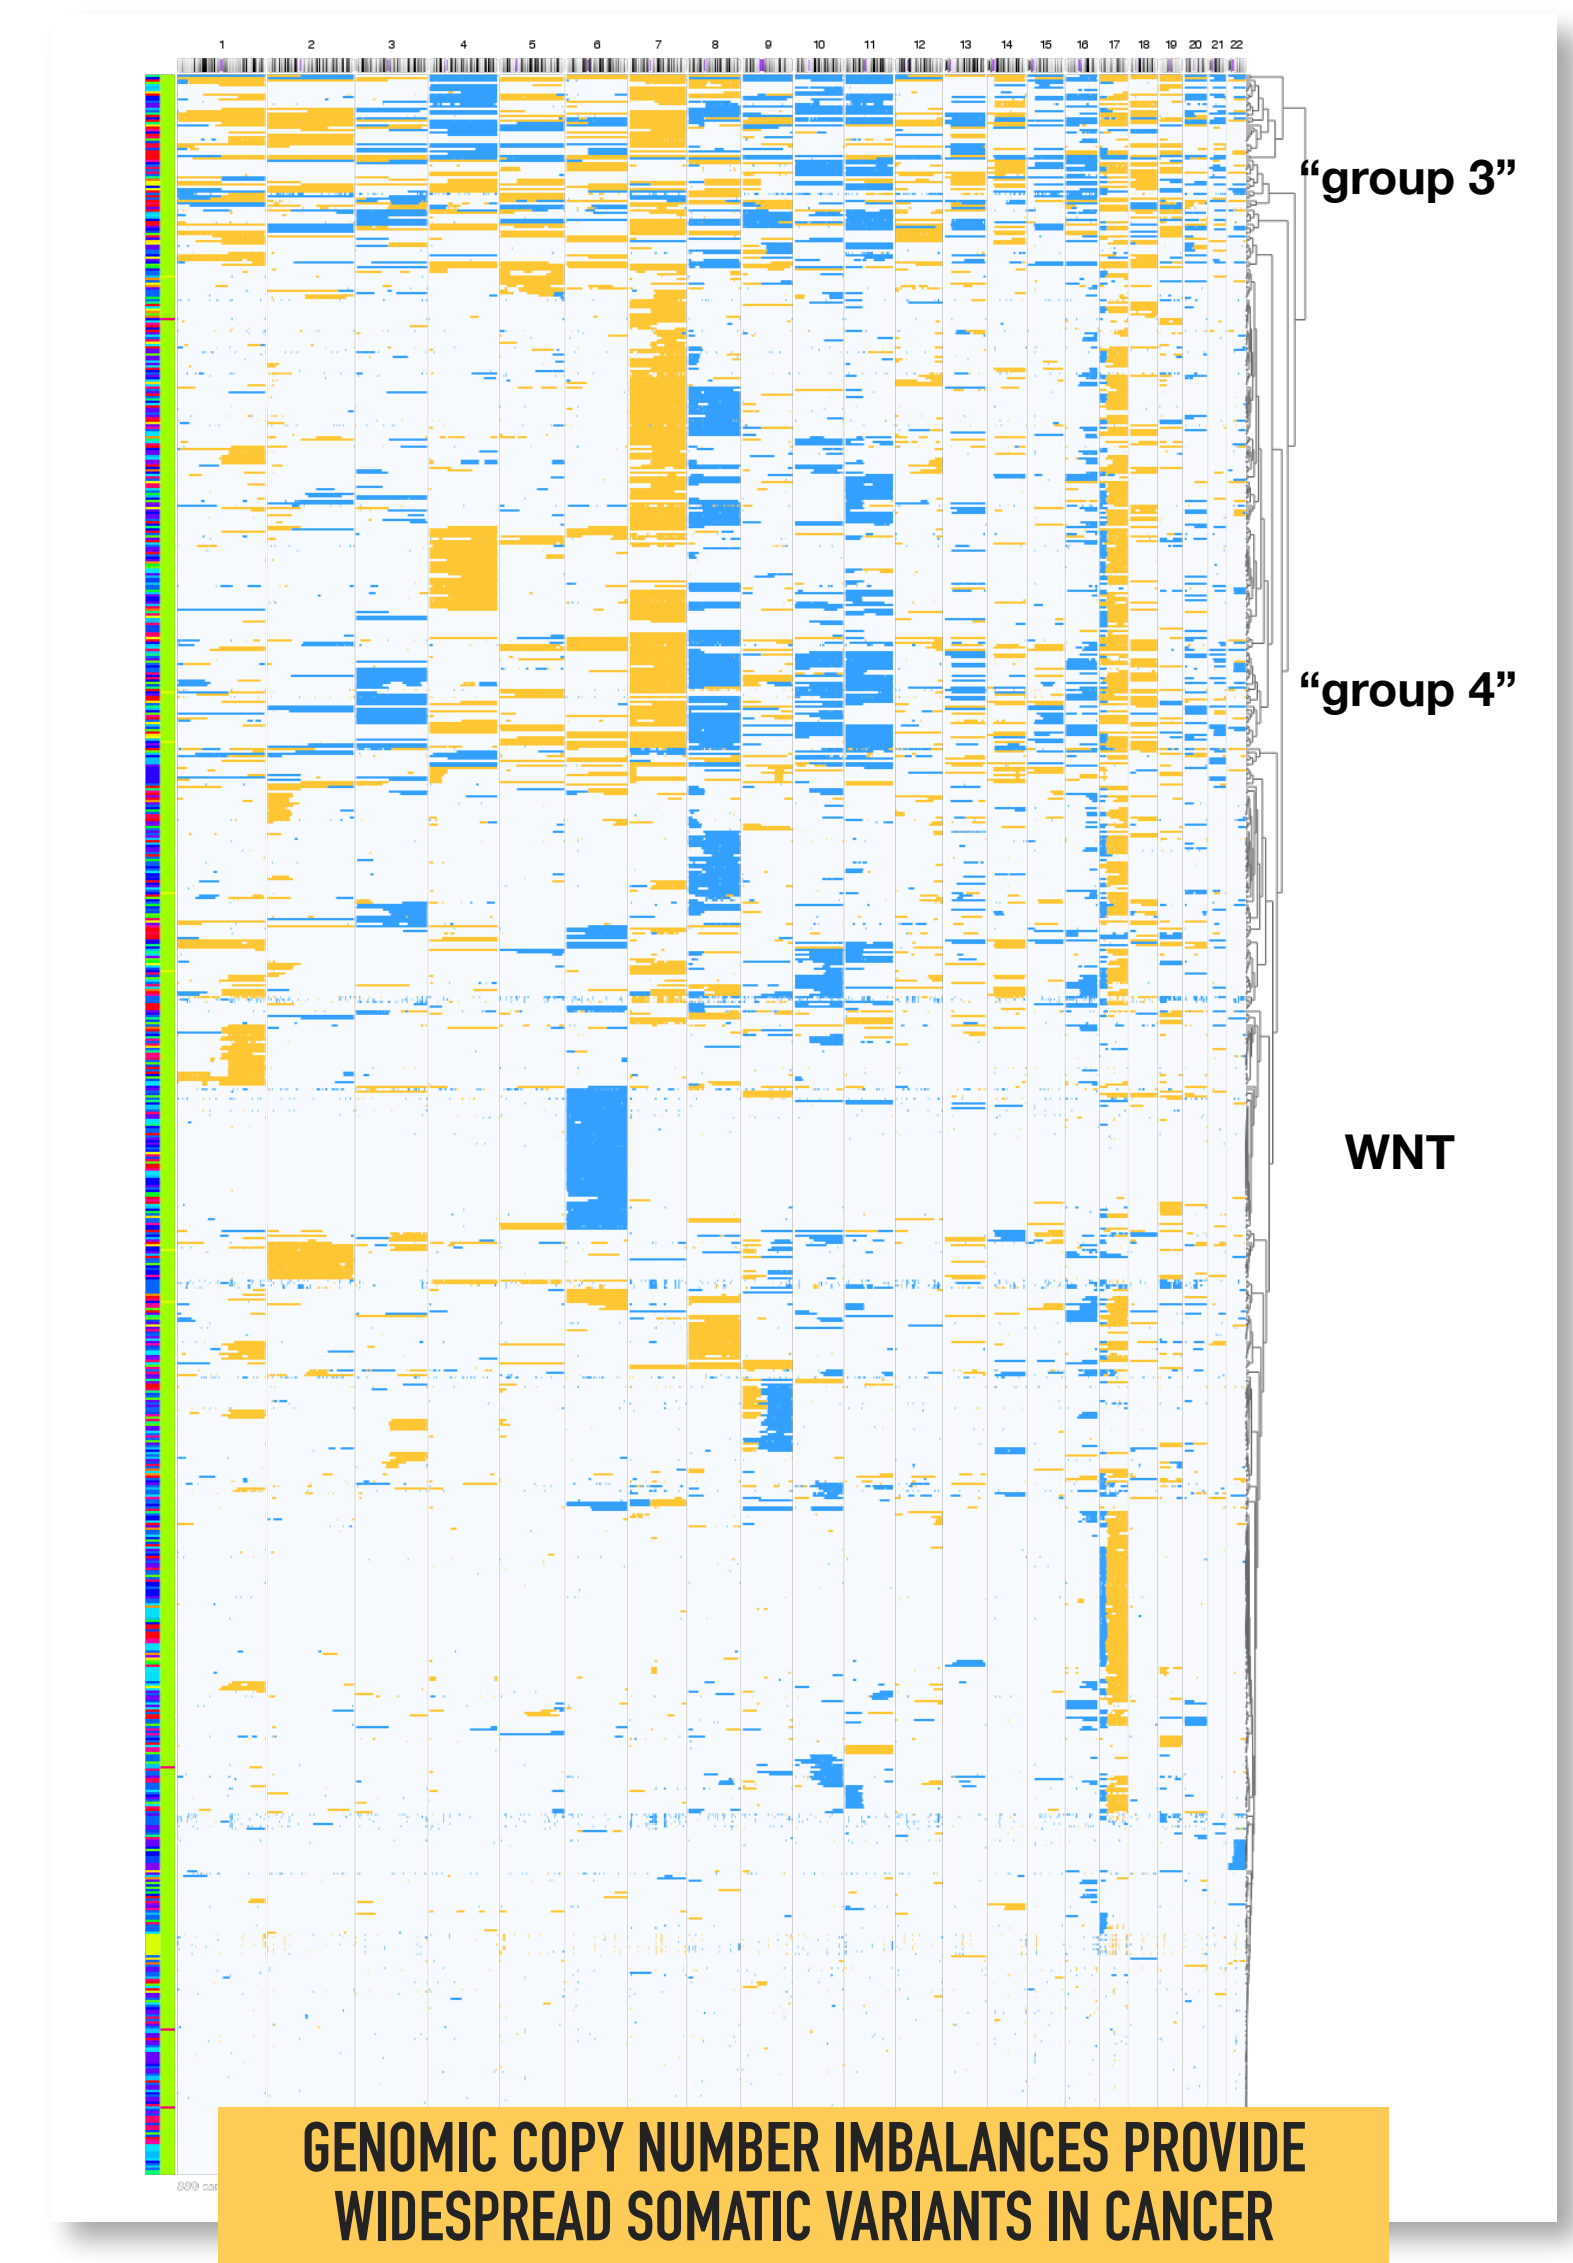 1 2 3 4 5 6 7 8 9 10 11 12 13 14 15 16 17 18 19 20 21 22
“group 3”
“group 4”
WNT
GENOMIC COPY NUMBER IMBALANCES PROVIDE
WIDESPREAD SOMATIC VARIANTS IN CANCER